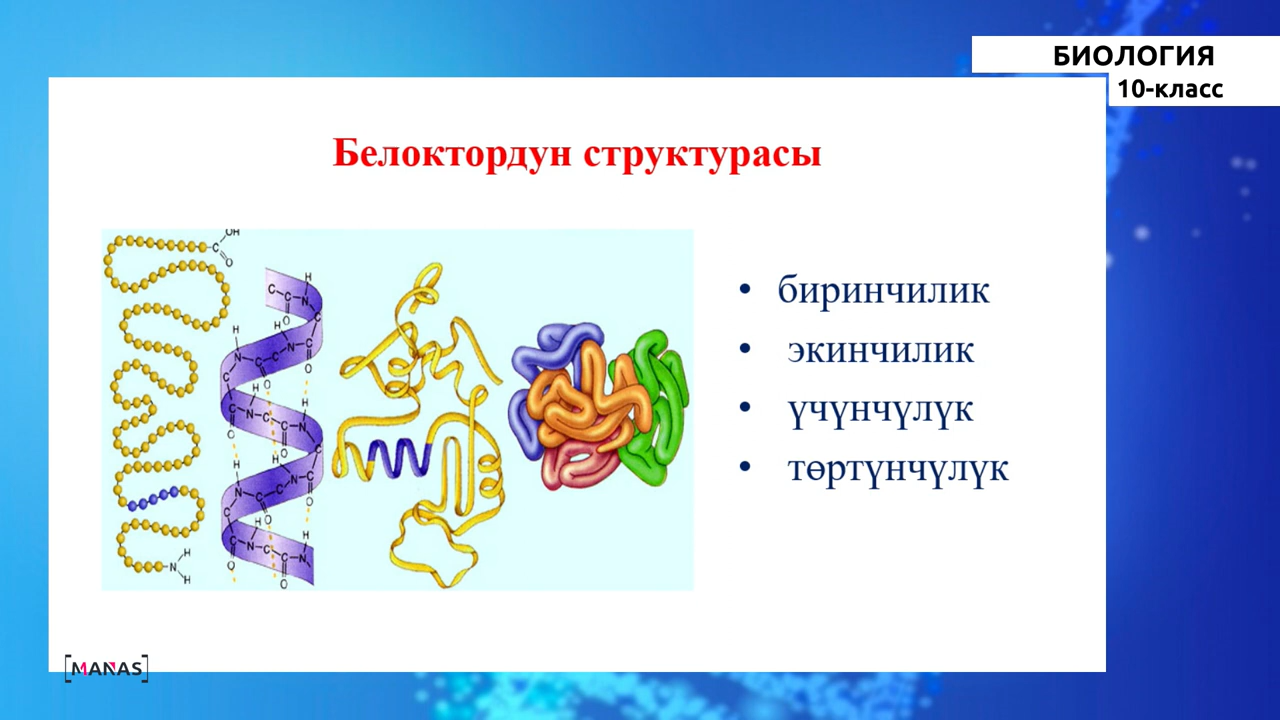 БИОЛОГИЯ
10-класс
Белоктордун структурасы
• биринчилик
• экинчилик
• үчүнчүлүк
• төртүнчүлүк
[MANAS]